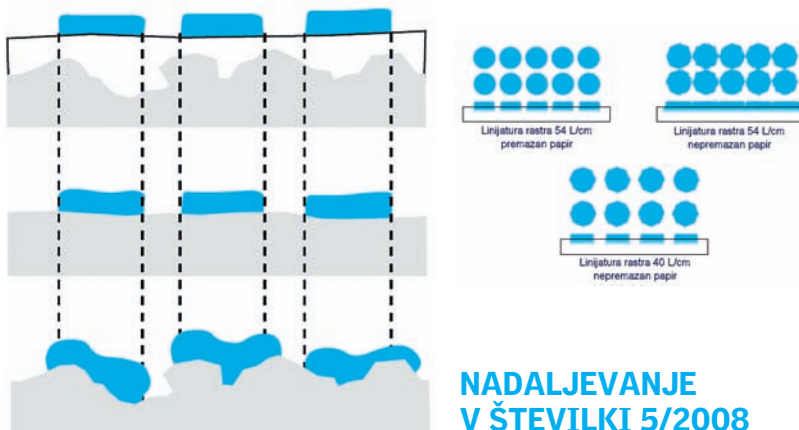 Linijatura rastra 54 L/cm
premazan papir
Linijatura rastra 54 L/cm
nepremazan papir
Linijatura rastra 40 L/cm
nepremazan papir
NADALJEVANJE
V ŠTEVILKI 5/2008